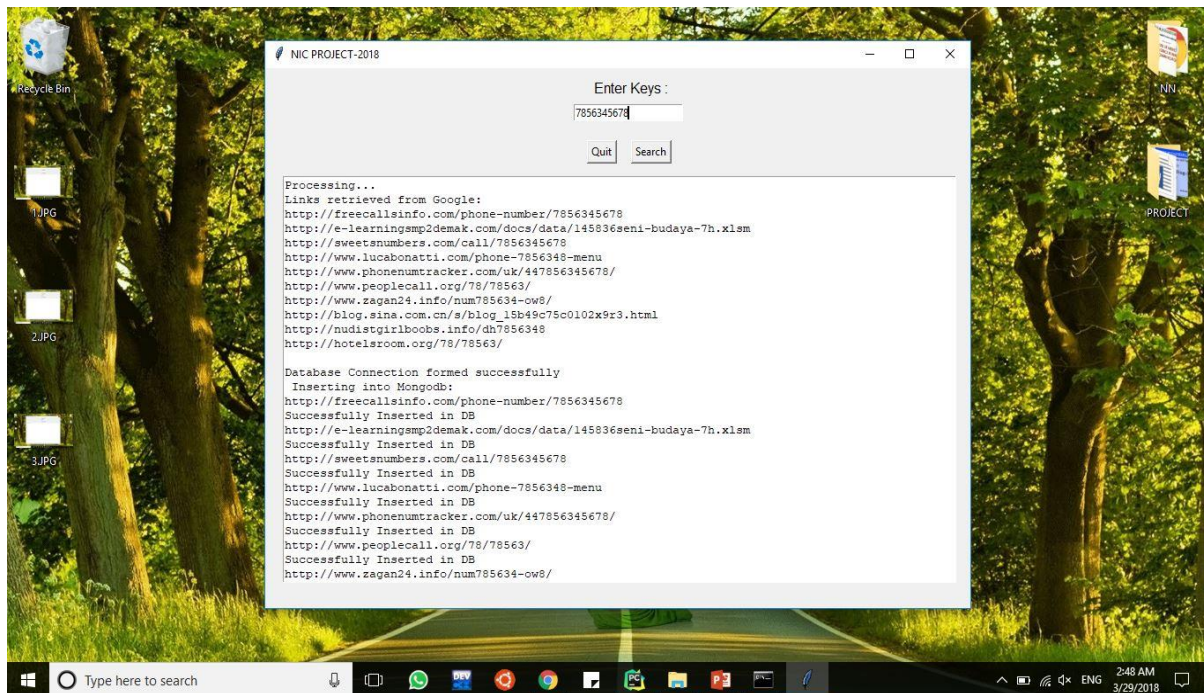 Recycle Bin
1.JPG
2.JPG
3.JPG
NIC PROJECT-2018
Enter Keys :
7856345678
Quit Search
Processing...
Links retrieved from Google:
http://freecallsinfo.com/phone-number/7856345678
http://e-learningsmp2demak.com/docs/data/145836seni-budaya-7h.xlsm
http://sweetsnumbers.com/call/7856345678
http://www.lucabonatti.com/phone-7856348-menu
http://www.phonenumtracker.com/uk/447856345678/
http://www.peoplecall.org/78/78563/
http://www.zagan24.info/num785634-ow8/
http://blog.sina.com.cn/s/blog_15b49c75c0102x9r3.html
http://nudistgirlboobs.info/dh7856348
http://hotelsroom.org/78/78563/
Database Connection formed successfully
Inserting into Mongodb:
http://freecallsinfo.com/phone-number/7856345678
Successfully Inserted in DB
http://e-learningsmp2demak.com/docs/data/145836seni-budaya-7h.xlsm
Successfully Inserted in DB
http://sweetsnumbers.com/call/7856345678
Successfully Inserted in DB
http://www.lucabonatti.com/phone-7856348-menu
Successfully Inserted in DB
http://www.phonenumtracker.com/uk/447856345678/
Successfully Inserted in DB
http://www.peoplecall.org/78/78563/
Successfully Inserted in DB
http://www.zagan24.info/num785634-ow8/
NN
PROJECT
Type here to search
DEV
PC
P
ENG
2:48 AM
3/29/2018